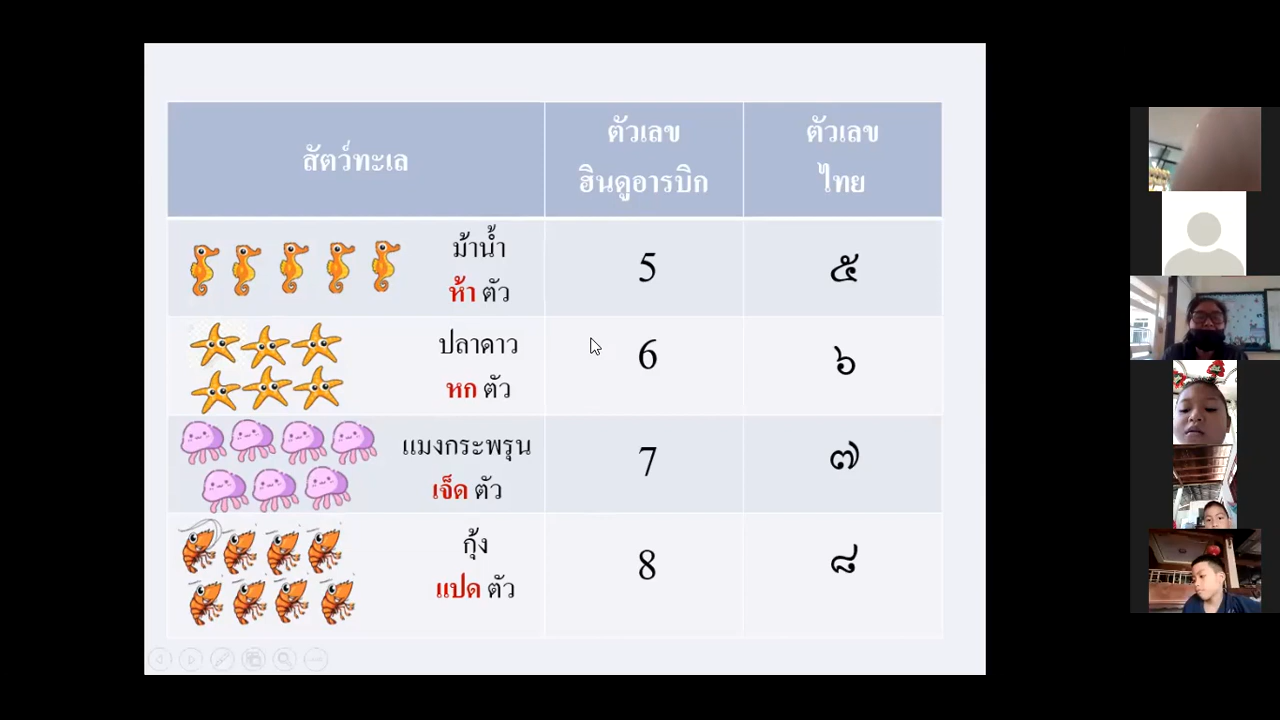 สัตว์ทะเล
ตัวเลข
ฮินดูอารบิก
ตัวเลข
ไทย
ม้าน้ำ
ห้า ตัว
5
๕
ปลาดาว
หก ตัว
6
๖
แมงกระพรุน
เจ็ด ตัว
7
๗
กุ้ง
แปด ตัว
8
๘